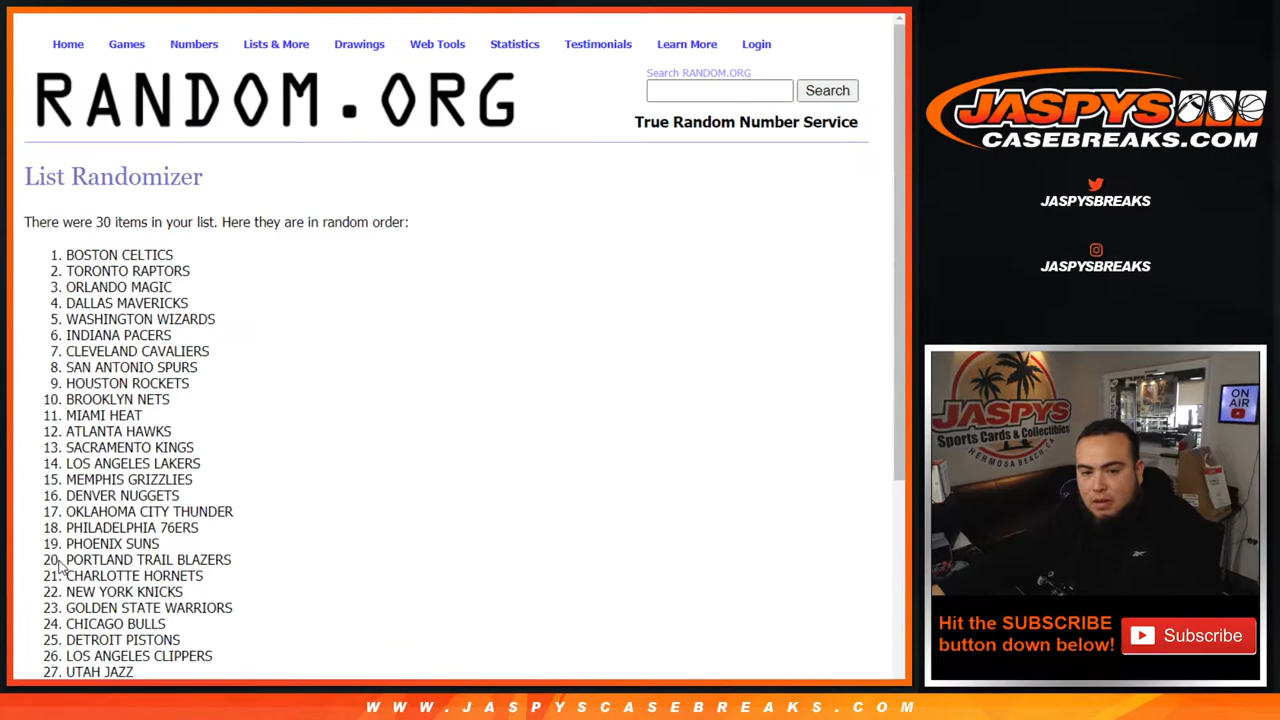 Home Games Numbers Lists & More Drawings Web Tools Statistics Testimonials Learn More Login
RANDOM.ORG
Search RANDOM.ORG
Search
True Random Number Service
List Randomizer
There were 30 items in your list. Here they are in random order:
1. BOSTON CELTICS
2. TORONTO RAPTORS
3. ORLANDO MAGIC
4. DALLAS MAVERICKS
5. WASHINGTON WIZARDS
6. INDIANA PACERS
7. CLEVELAND CAVALIERS
8. SAN ANTONIO SPURS
9. HOUSTON ROCKETS
10. BROOKLYN NETS
11. MIAMI HEAT
12. ATLANTA HAWKS
13. SACRAMENTO KINGS
14. LOS ANGELES LAKERS
15. MEMPHIS GRIZZLIES
16. DENVER NUGGETS
17. OKLAHOMA CITY THUNDER
18. PHILADELPHIA 76ERS
19. PHOENIX SUNS
20. PORTLAND TRAIL BLAZERS
21. CHARLOTTE HORNETS
22. NEW YORK KNICKS
23. GOLDEN STATE WARRIORS
24. CHICAGO BULLS
25. DETROIT PISTONS
26. LOS ANGELES CLIPPERS
27. UTAH JAZZ
JASPYS
CASEBREAKS.COM
JASPYSBREAKS
JASPYSBREAKS
JASPYS
Sports Cards & Collectibles
HERMOSA BEACH, CA
ON
AIR
Hit the SUBSCRIBE
button down below!
Subscribe
WWW.JASPYSCASEBREAKS.COM